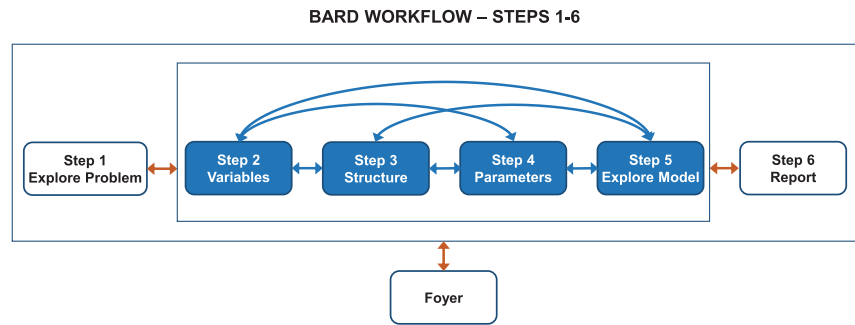 BARD WORKFLOW – STEPS 1-6
Step 1
Explore Problem
Step 2
Variables
Step 3
Structure
Step 4
Parameters
Step 5
Explore Model
Step 6
Report
Foyer